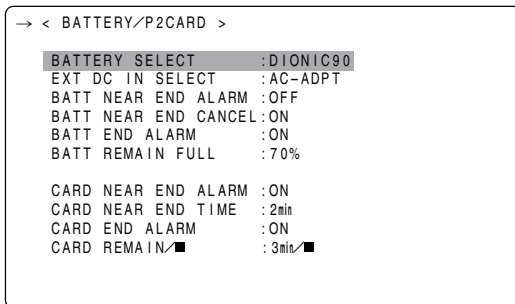 → < BATTERY/P2CARD >
BATTERY SELECT :DIONIC90
EXT DC IN SELECT :AC-ADPT
BATT NEAR END ALARM :OFF
BATT NEAR END CANCEL:ON
BATT END ALARM :ON
BATT REMAIN FULL :70%
CARD NEAR END ALARM :ON
CARD NEAR END TIME :2min
CARD END ALARM :ON
CARD REMAIN/■ :3min/■